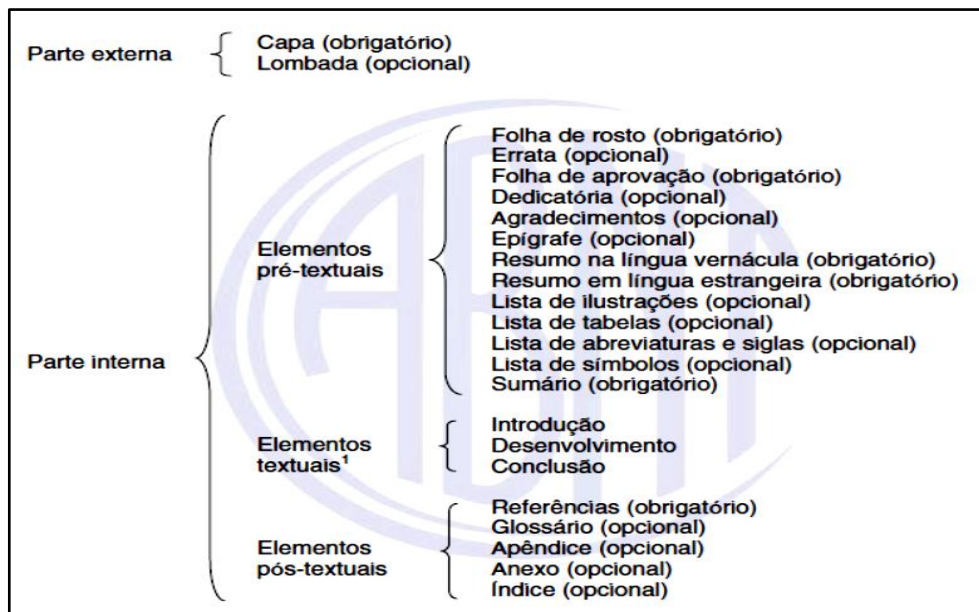 Parte externa
Capa (obrigatório)
Lombada (opcional)
Parte interna
Elementos
pré-textuais
Folha de rosto (obrigatório)
Errata (opcional)
Folha de aprovação (obrigatório)
Dedicatória (opcional)
Agradecimentos (opcional)
Epígrafe (opcional)
Resumo na língua vernácula (obrigatório)
Resumo em língua estrangeira (obrigatório)
Lista de ilustrações (opcional)
Lista de tabelas (opcional)
Lista de abreviaturas e siglas (opcional)
Lista de símbolos (opcional)
Sumário (obrigatório)
Elementos
textuais¹
Introdução
Desenvolvimento
Conclusão
Elementos
pós-textuais
Referências (obrigatório)
Glossário (opcional)
Apêndice (opcional)
Anexo (opcional)
Índice (opcional)
ABNT